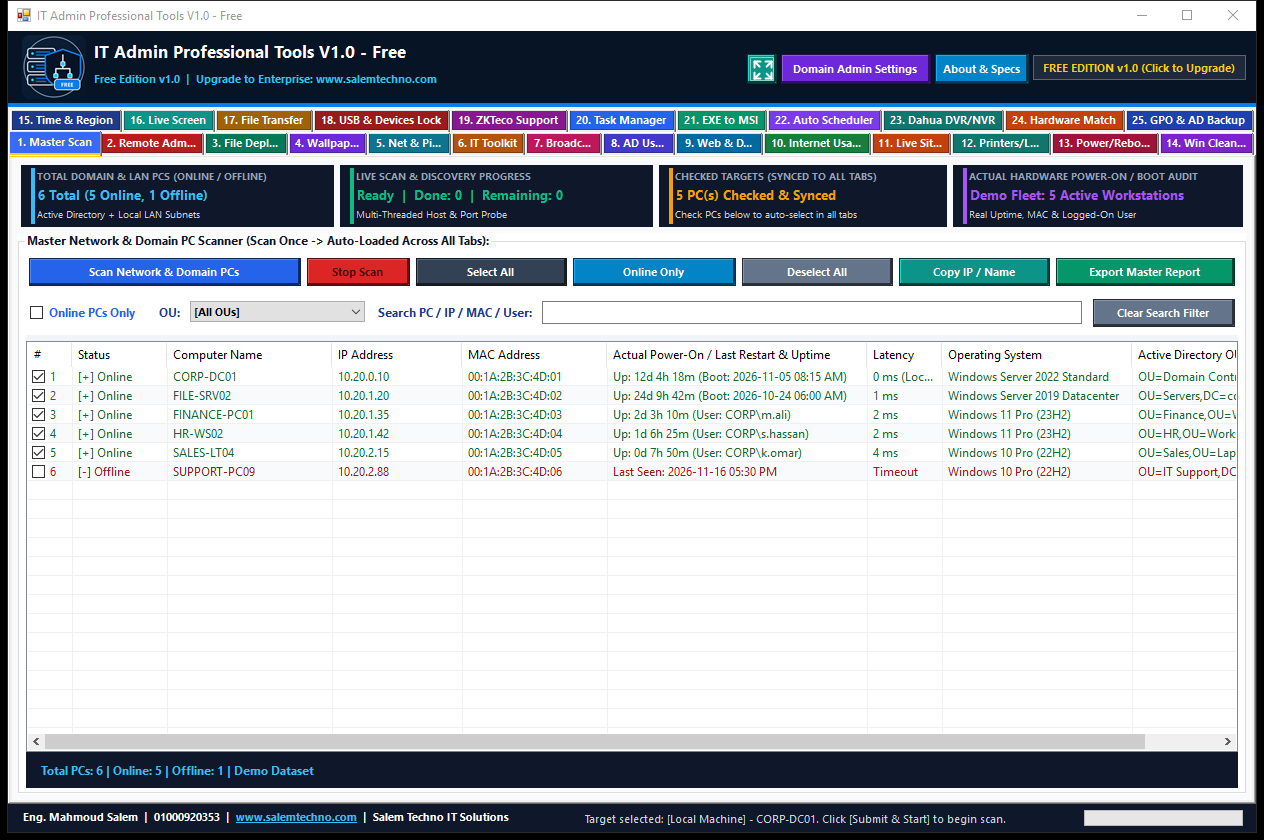 IT Admin Professional Tools V1.0 - Free
IT Admin Professional Tools V1.0 - Free
Free Edition v1.0 | Upgrade to Enterprise: www.salemtechno.com
FREE
Domain Admin Settings
About & Specs
FREE EDITION v1.0 (Click to Upgrade)
15. Time & Region 16. Live Screen 17. File Transfer 18. USB & Devices Lock 19. ZKTeco Support 20. Task Manager 21. EXE to MSI 22. Auto Scheduler 23. Dahua DVR/NVR 24. Hardware Match 25. GPO & AD Backup
1. Master Scan 2. Remote Adm... 3. File Depl... 4. Wallpap... 5. Net & Pi... 6. IT Toolkit 7. Broadc... 8. AD Us... 9. Web & D... 10. Internet Usa... 11. Live Sit... 12. Printers/L... 13. Power/Rebo... 14. Win Clean...
TOTAL DOMAIN & LAN PCS (ONLINE / OFFLINE)
6 Total (5 Online, 1 Offline)
Active Directory + Local LAN Subnets
LIVE SCAN & DISCOVERY PROGRESS
Ready | Done: 0 | Remaining: 0
Multi-Threaded Host & Port Probe
CHECKED TARGETS (SYNCED TO ALL TABS)
5 PC(s) Checked & Synced
Check PCs below to auto-select in all tabs
ACTUAL HARDWARE POWER-ON / BOOT AUDIT
Demo Fleet: 5 Active Workstations
Real Uptime, MAC & Logged-On User
Master Network & Domain PC Scanner (Scan Once -> Auto-Loaded Across All Tabs):
Scan Network & Domain PCs Stop Scan Select All Online Only Deselect All Copy IP / Name Export Master Report
Online PCs Only OU: [All OUs] Search PC / IP / MAC / User: Clear Search Filter
# Status Computer Name IP Address MAC Address Actual Power-On / Last Restart & Uptime Latency Operating System Active Directory OU
1 [+] Online CORP-DC01 10.20.0.10 00:1A:2B:3C:4D:01 Up: 12d 4h 18m (Boot: 2026-11-05 08:15 AM) 0 ms (Loc... Windows Server 2022 Standard OU=Domain Contr
2 [+] Online FILE-SRV02 10.20.1.20 00:1A:2B:3C:4D:02 Up: 24d 9h 42m (Boot: 2026-10-24 06:00 AM) 1 ms Windows Server 2019 Datacenter OU=Servers,DC=co
3 [+] Online FINANCE-PC01 10.20.1.35 00:1A:2B:3C:4D:03 Up: 2d 3h 10m (User: CORP\m.ali) 2 ms Windows 11 Pro (23H2) OU=Finance,OU=W
4 [+] Online HR-WS02 10.20.1.42 00:1A:2B:3C:4D:04 Up: 1d 6h 25m (User: CORP\s.hassan) 2 ms Windows 11 Pro (23H2) OU=HR,OU=Work
5 [+] Online SALES-LT04 10.20.2.15 00:1A:2B:3C:4D:05 Up: 0d 7h 50m (User: CORP\k.omar) 4 ms Windows 10 Pro (22H2) OU=Sales,OU=Lap
6 [-] Offline SUPPORT-PC09 10.20.2.88 00:1A:2B:3C:4D:06 Last Seen: 2026-11-16 05:30 PM Timeout Windows 10 Pro (22H2) OU=IT Support,DC
Total PCs: 6 | Online: 5 | Offline: 1 | Demo Dataset
Eng. Mahmoud Salem | 01000920353 | www.salemtechno.com | Salem Techno IT Solutions
Target selected: [Local Machine] - CORP-DC01. Click [Submit & Start] to begin scan.